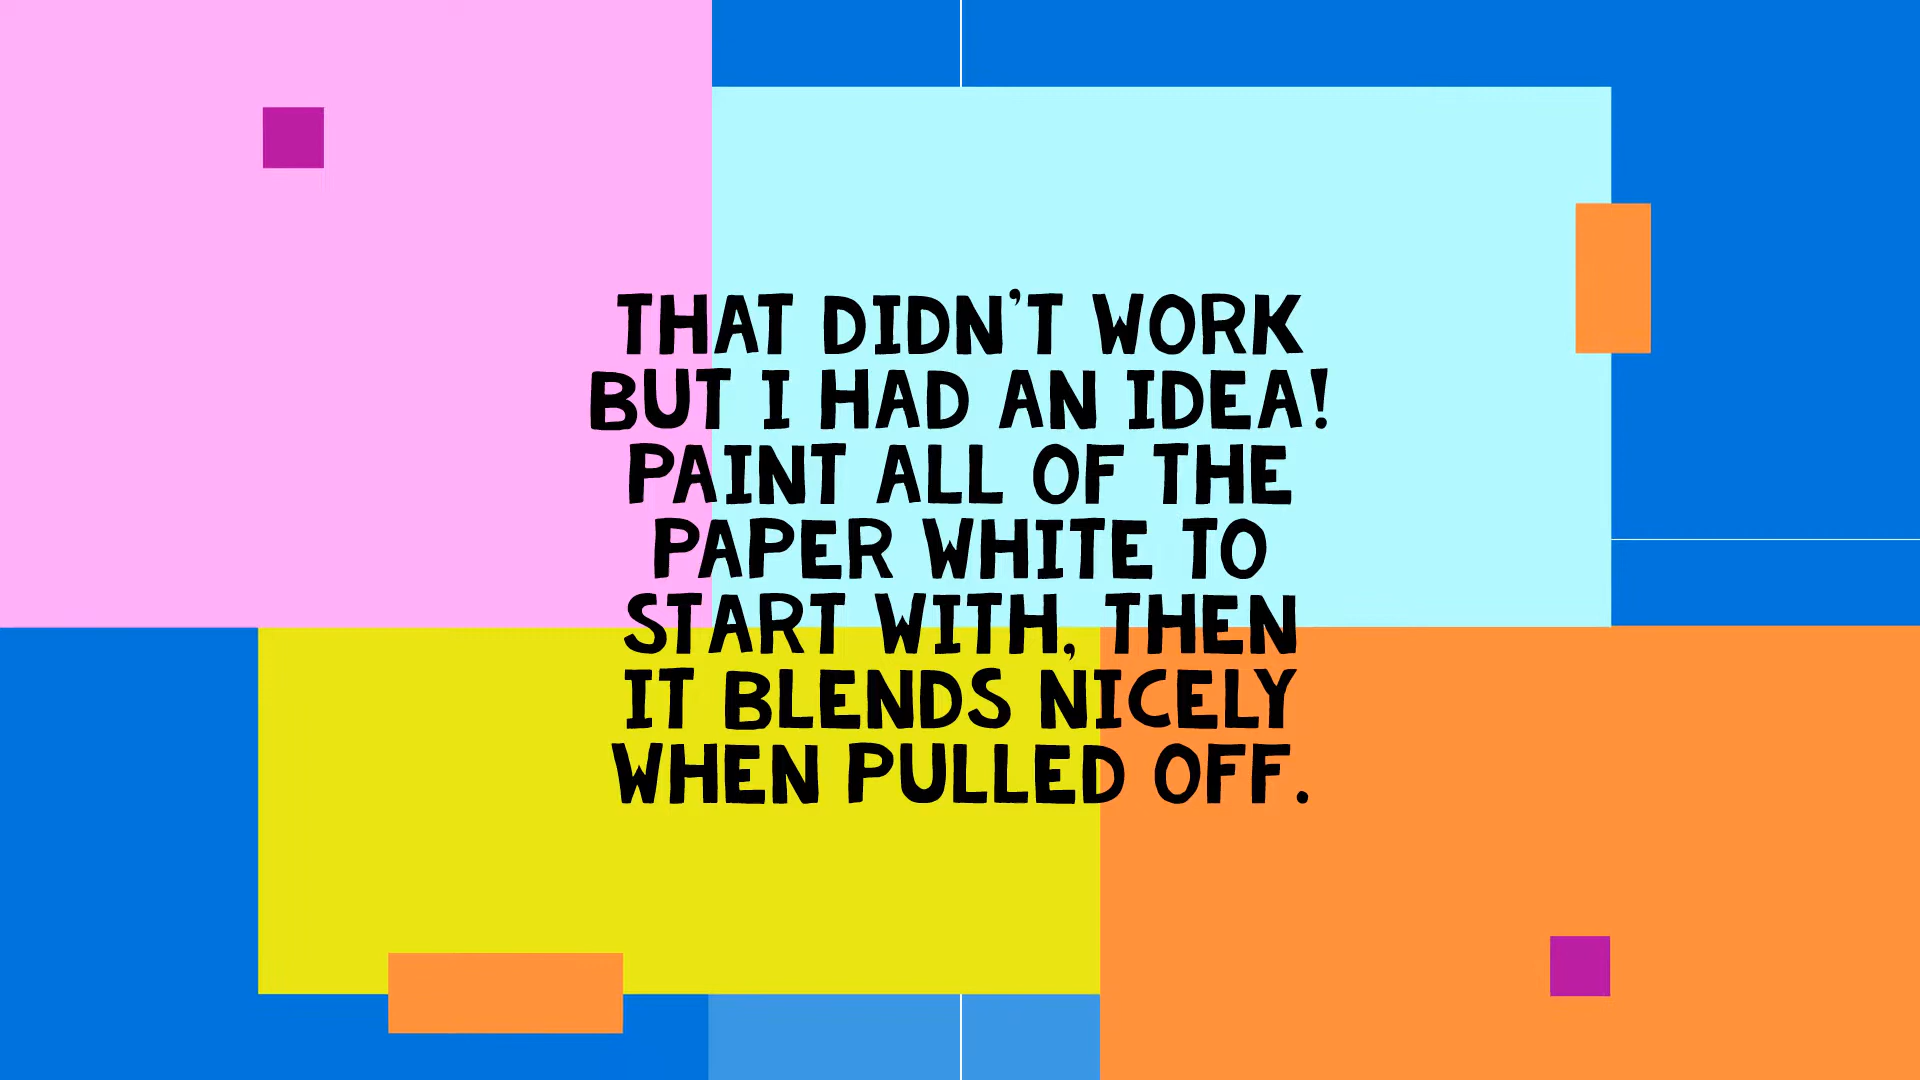 THAT DIDN'T WORK
BUT I HAD AN IDEA!
PAINT ALL OF THE
PAPER WHITE TO
START WITH, THEN
IT BLENDS NICELY
WHEN PULLED OFF.